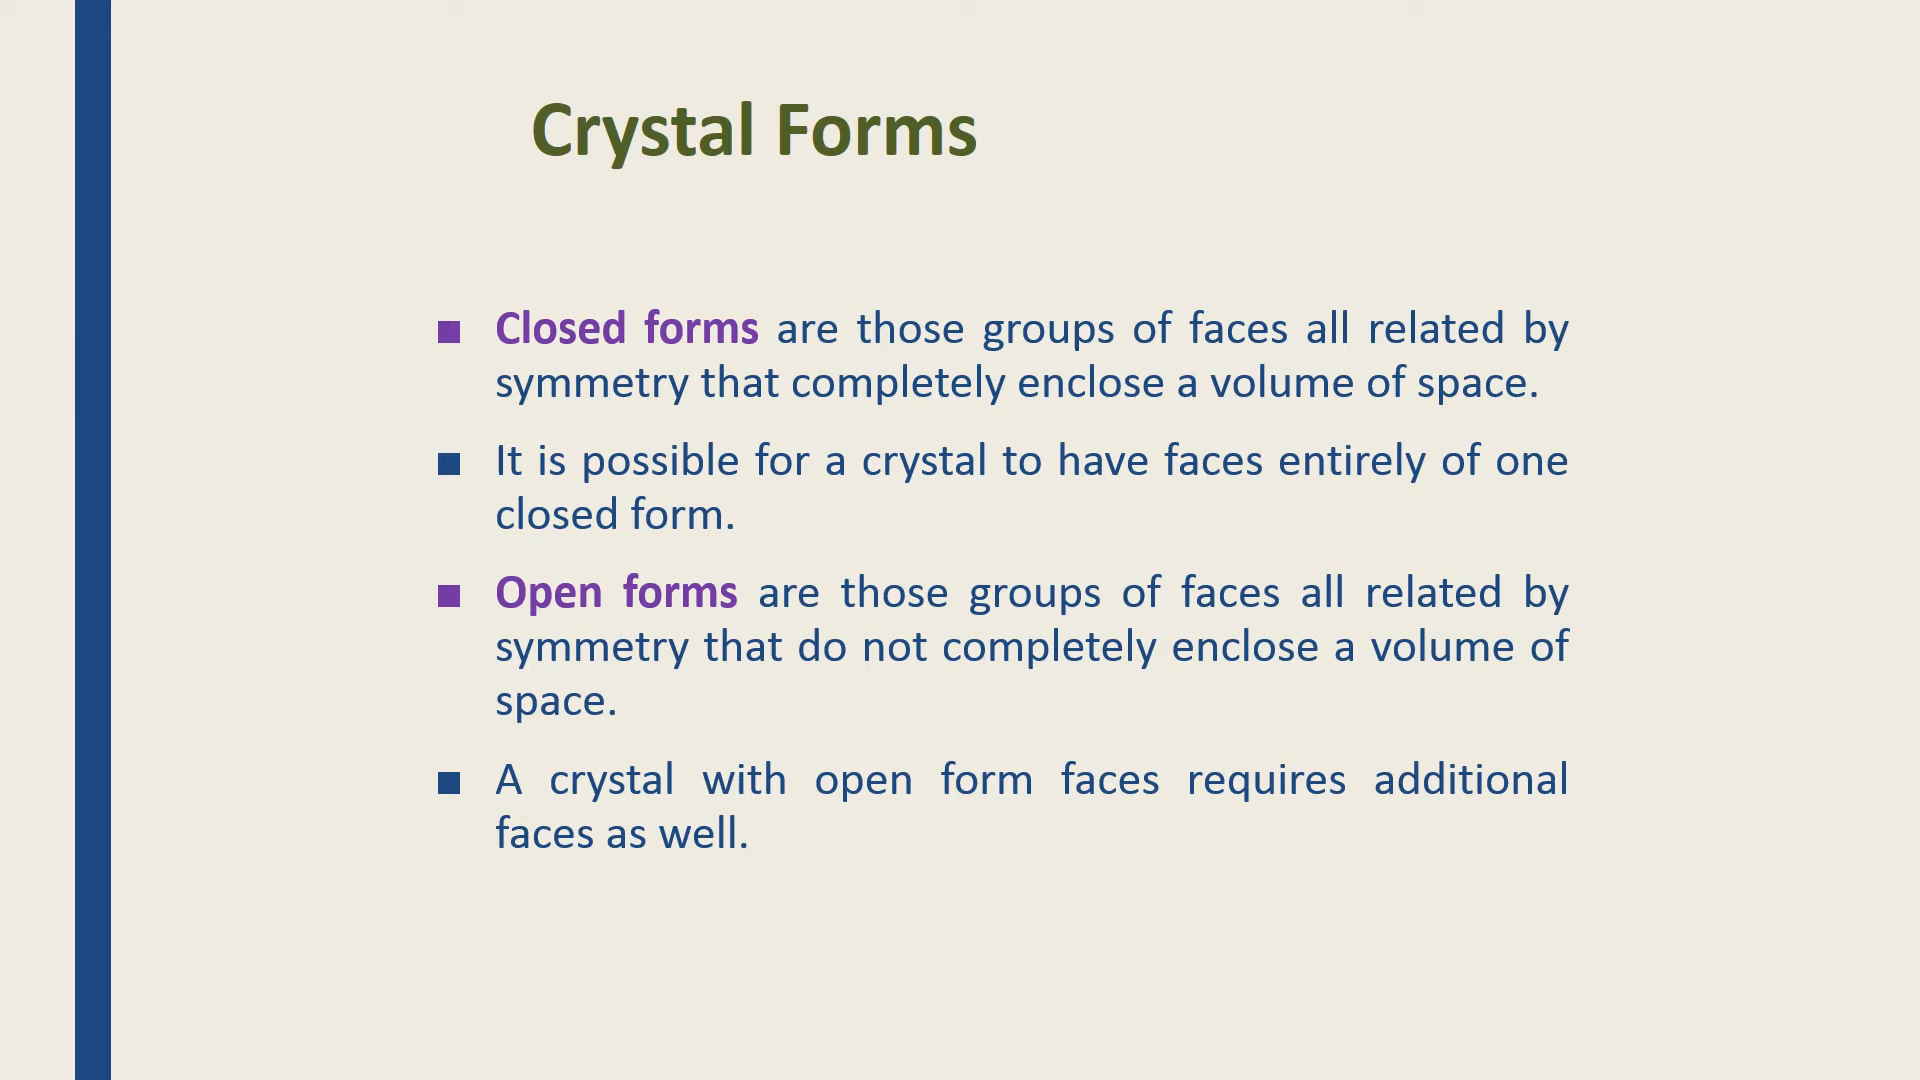 Crystal Forms
Closed forms are those groups of faces all related by
symmetry that completely enclose a volume of space.
It is possible for a crystal to have faces entirely of one
closed form.
Open forms are those groups of faces all related by
symmetry that do not completely enclose a volume of
space.
A crystal with open form faces requires additional
faces as well.